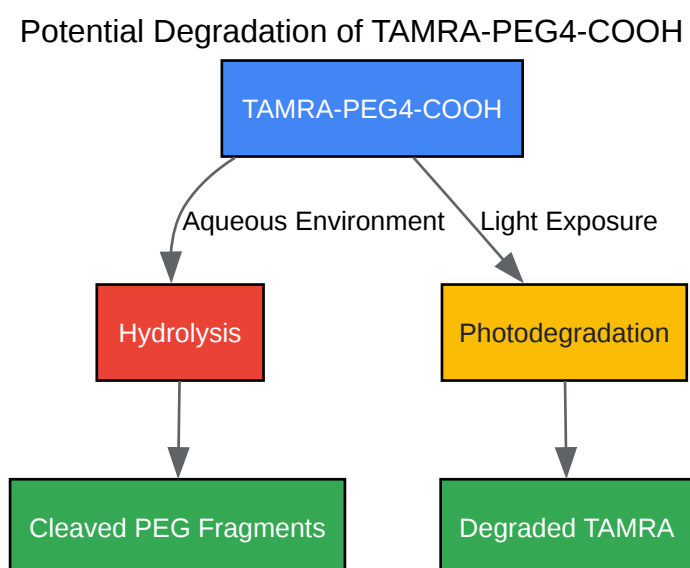 Potential Degradation of TAMRA-PEG4-COOH
TAMRA-PEG4-COOH
Aqueous Environment
Light Exposure
Hydrolysis
Photodegradation
Cleaved PEG Fragments
Degraded TAMRA